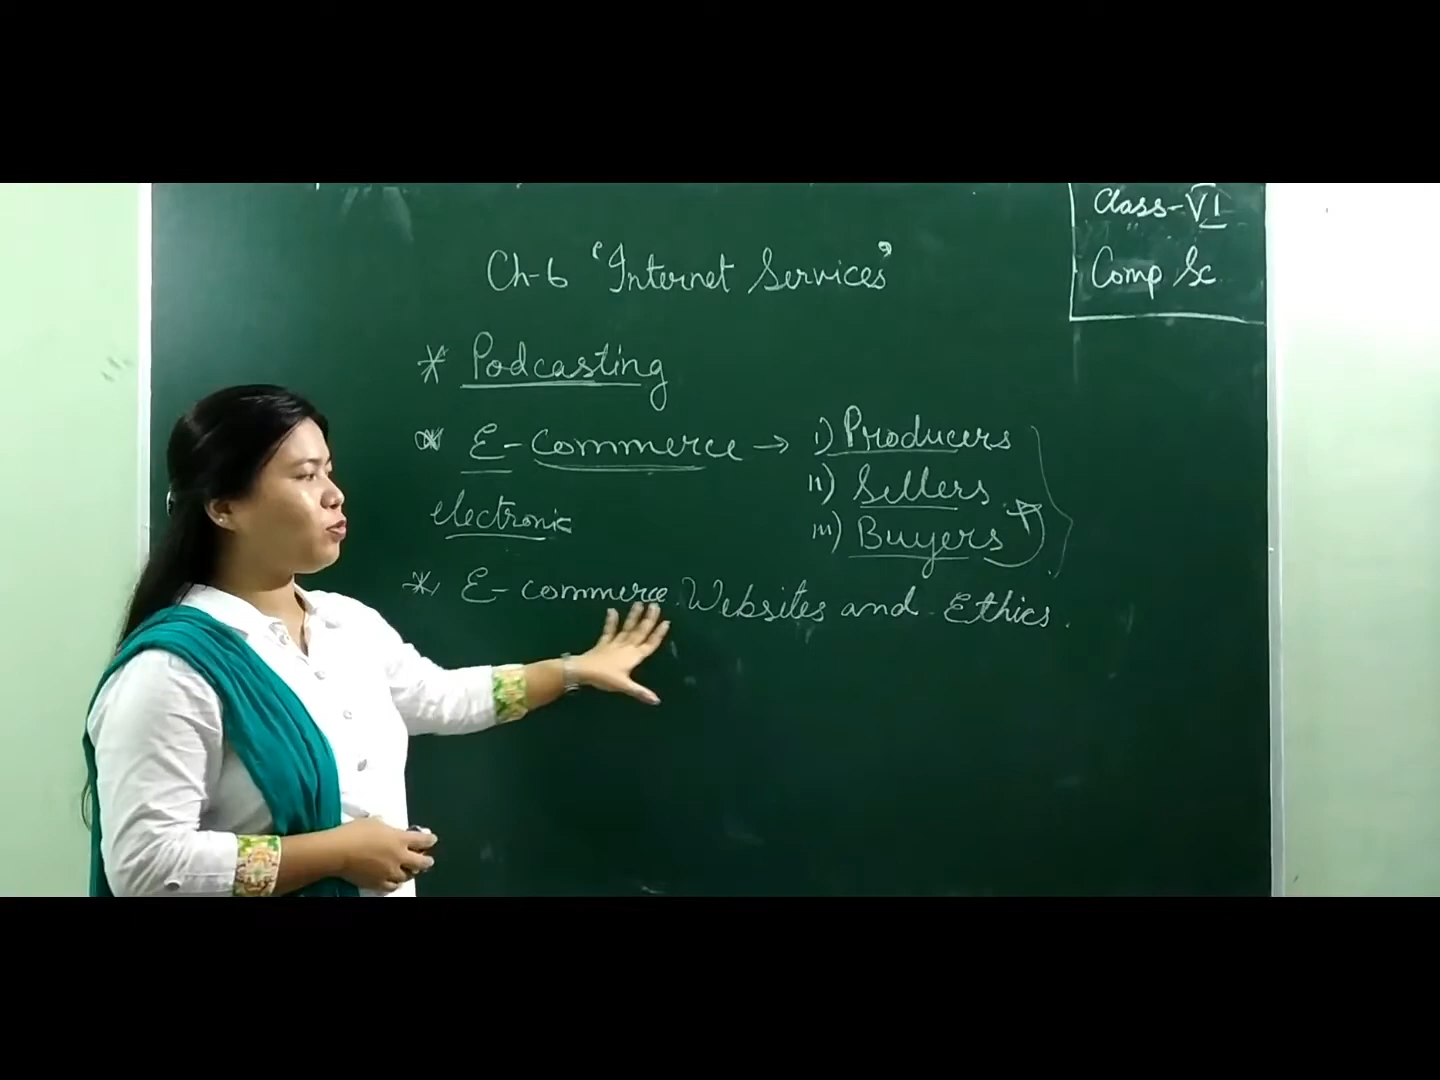 Class-VI
Comp Sc
Ch-6 'Internet Services'
* Podcasting
* E-commerce → i) Producers
ii) Sellers
electronic
iii) Buyers
* E-commerce Websites and Ethics.